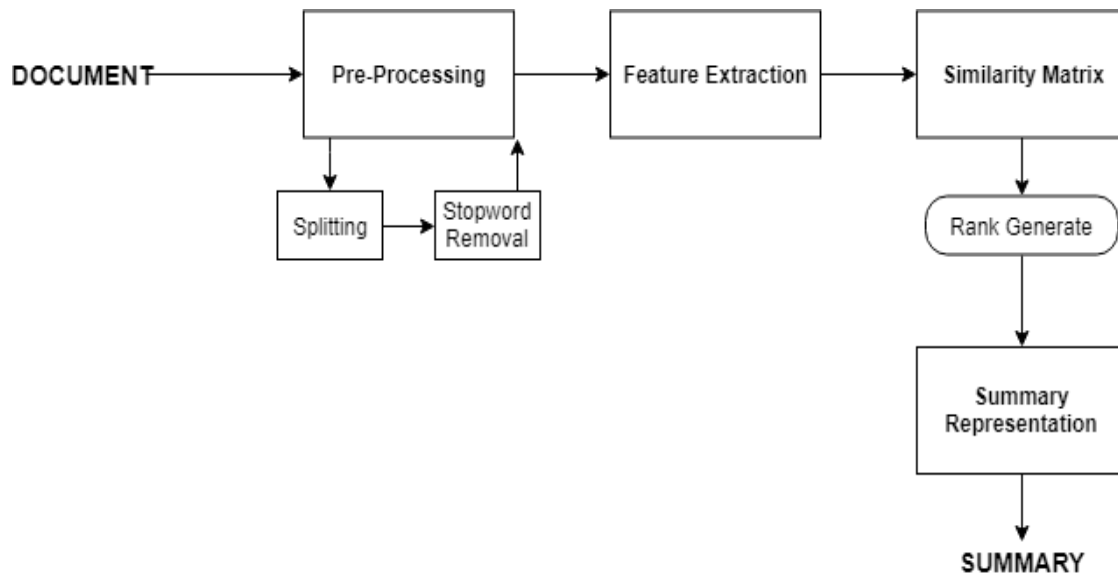 DOCUMENT
Pre-Processing
Feature Extraction
Similarity Matrix
Splitting
Stopword
Removal
Rank Generate
Summary
Representation
SUMMARY